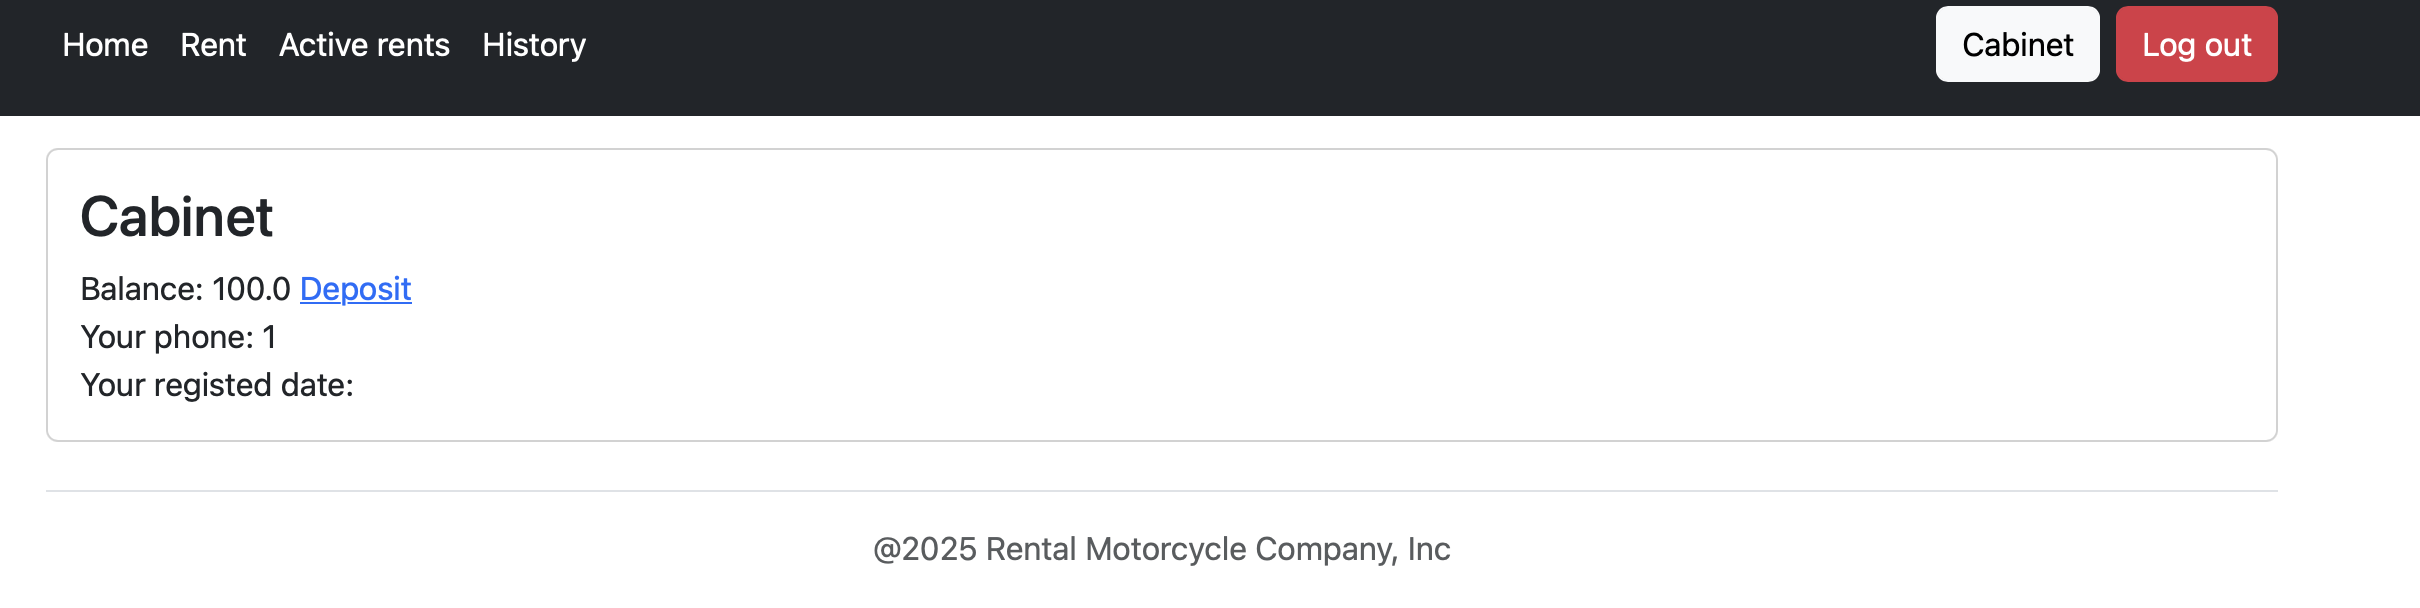 Home Rent Active rents History Cabinet Log out
Cabinet
Balance: 100.0 Deposit
Your phone: 1
Your registed date:
@2025 Rental Motorcycle Company, Inc